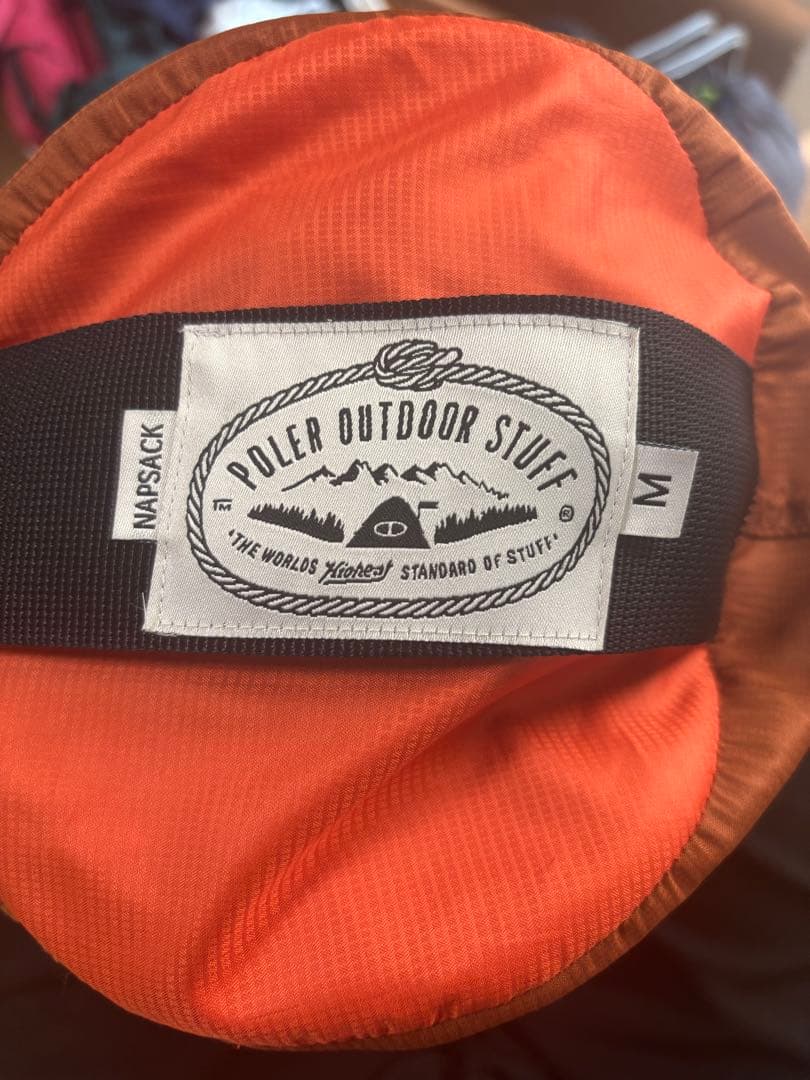 NAPSACK
POLER OUTDOOR STUFF
TM
®
"THE WORLDS Highest STANDARD OF STUFF"
M